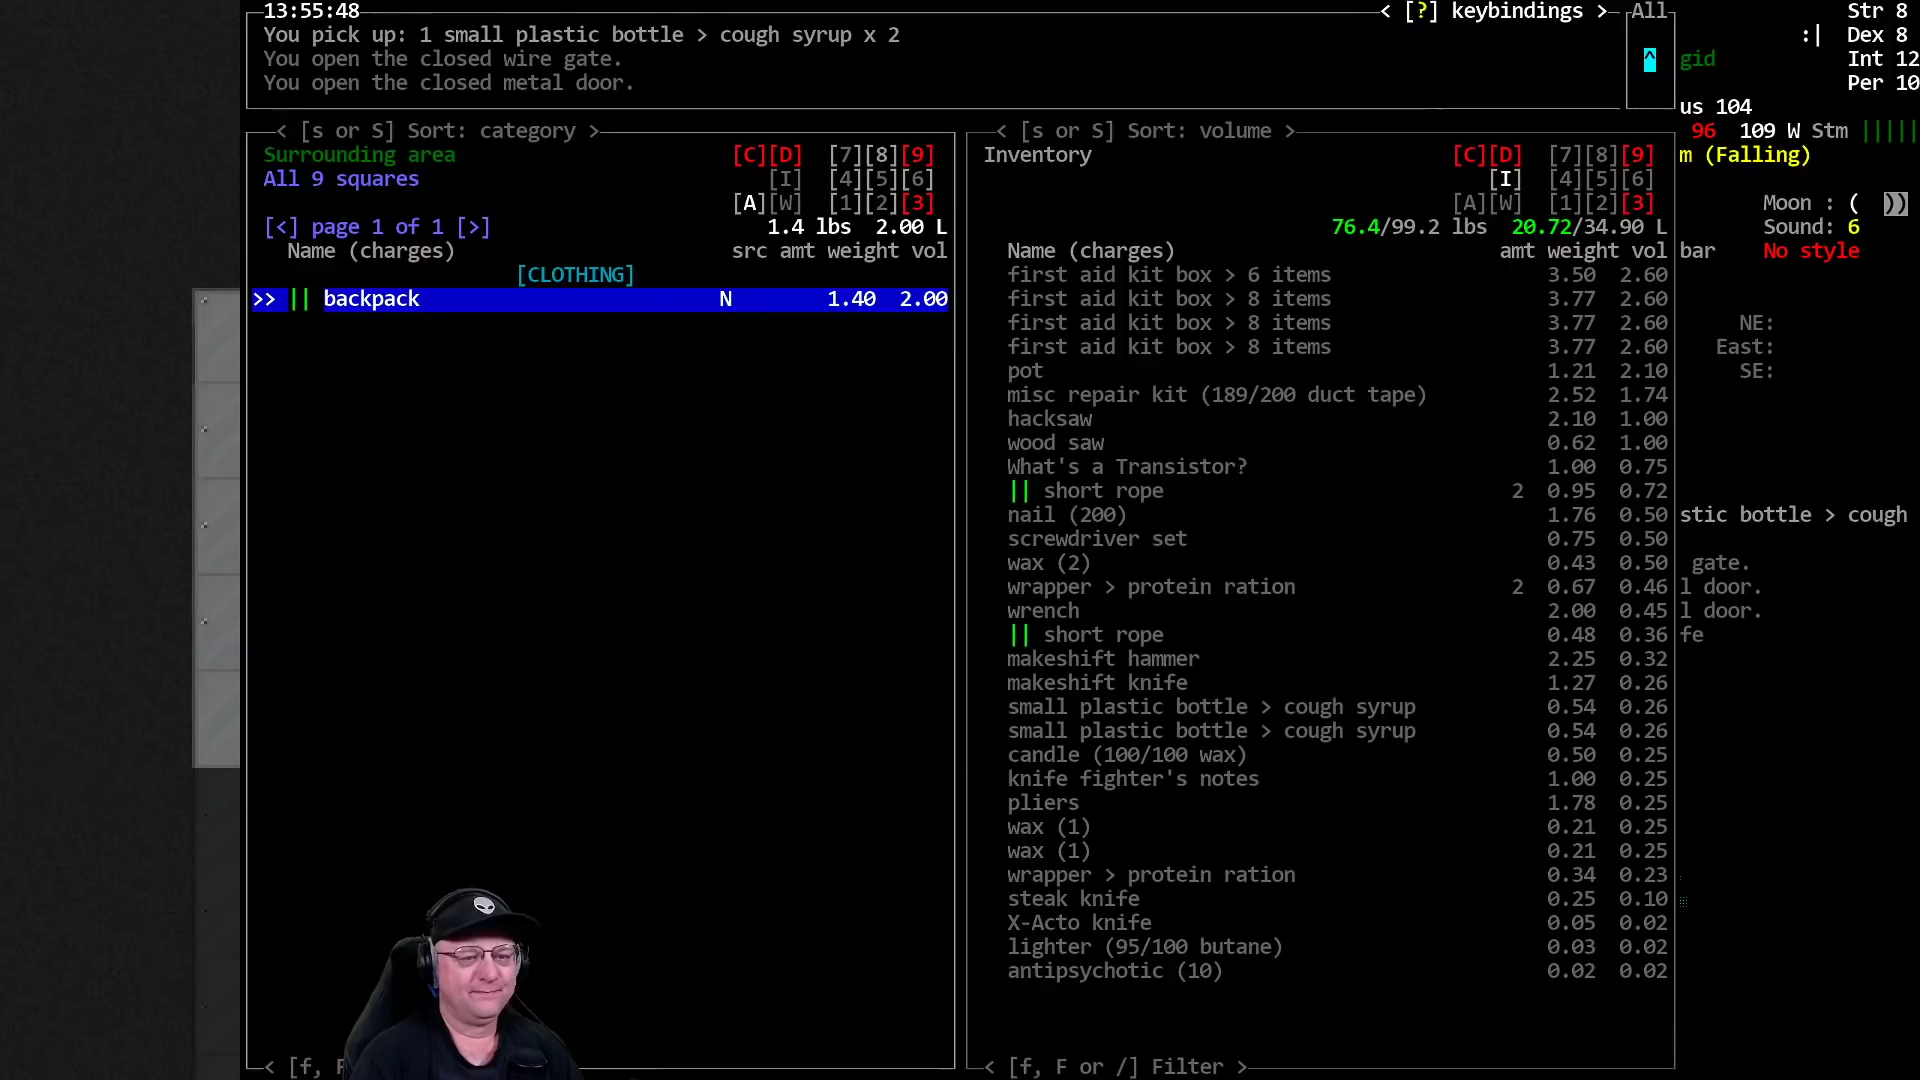 13:55:48
< [?] keybindings >
All
Str 8
You pick up: 1 small plastic bottle > cough syrup x 2
:| Dex 8
You open the closed wire gate.
^
gid
Int 12
You open the closed metal door.
Per 10
us 104
< [s or S] Sort: category >
< [s or S] Sort: volume >
96 109 W Stm |||||
Surrounding area
[C][D] [7][8][9]
Inventory
[C][D] [7][8][9]
m (Falling)
All 9 squares
[I] [4][5][6]
[I] [4][5][6]
[A][W] [1][2][3]
[A][W] [1][2][3]
Moon : ( ))
[<] page 1 of 1 [>]
1.4 lbs 2.00 L
76.4/99.2 lbs 20.72/34.90 L
Sound: 6
Name (charges) src amt weight vol
Name (charges) amt weight vol
bar No style
[CLOTHING]
>> || backpack N 1.40 2.00
first aid kit box > 6 items 3.50 2.60
first aid kit box > 8 items 3.77 2.60
first aid kit box > 8 items 3.77 2.60
NE:
first aid kit box > 8 items 3.77 2.60
East:
pot 1.21 2.10
SE:
misc repair kit (189/200 duct tape) 2.52 1.74
hacksaw 2.10 1.00
wood saw 0.62 1.00
What's a Transistor? 1.00 0.75
|| short rope 2 0.95 0.72
nail (200) 1.76 0.50
stic bottle > cough
screwdriver set 0.75 0.50
wax (2) 0.43 0.50
gate.
wrapper > protein ration 2 0.67 0.46
l door.
wrench 2.00 0.45
l door.
|| short rope 0.48 0.36
fe
makeshift hammer 2.25 0.32
makeshift knife 1.27 0.26
small plastic bottle > cough syrup 0.54 0.26
small plastic bottle > cough syrup 0.54 0.26
candle (100/100 wax) 0.50 0.25
knife fighter's notes 1.00 0.25
pliers 1.78 0.25
wax (1) 0.21 0.25
wax (1) 0.21 0.25
wrapper > protein ration 0.34 0.23
steak knife 0.25 0.10
X-Acto knife 0.05 0.02
lighter (95/100 butane) 0.03 0.02
antipsychotic (10) 0.02 0.02
< [f, F
< [f, F or /] Filter >